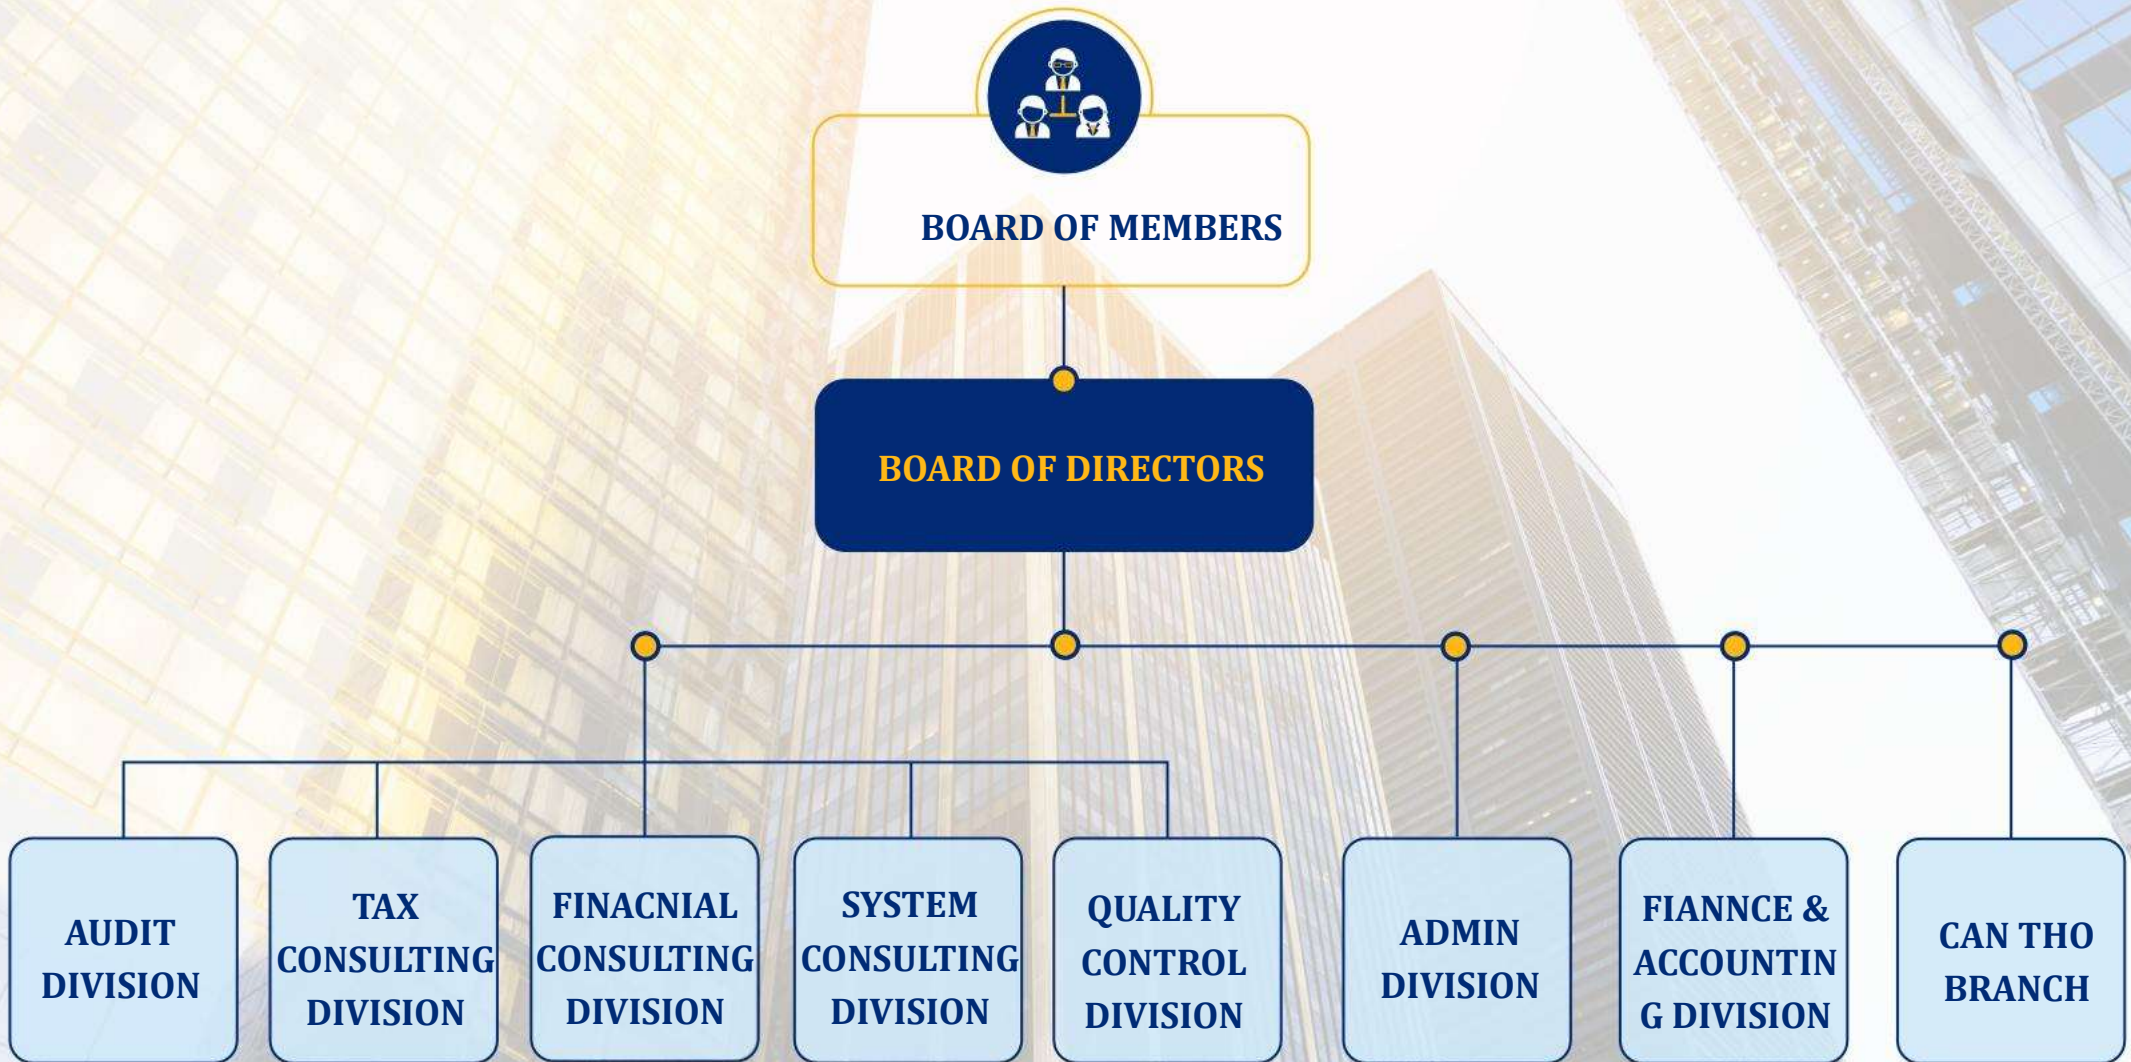 BOARD OF MEMBERS
BOARD OF DIRECTORS
AUDIT
DIVISION
TAX
CONSULTING
DIVISION
FINACNIAL
CONSULTING
DIVISION
SYSTEM
CONSULTING
DIVISION
QUALITY
CONTROL
DIVISION
ADMIN
DIVISION
FIANNCE &
ACCOUNTIN
G DIVISION
CAN THO
BRANCH